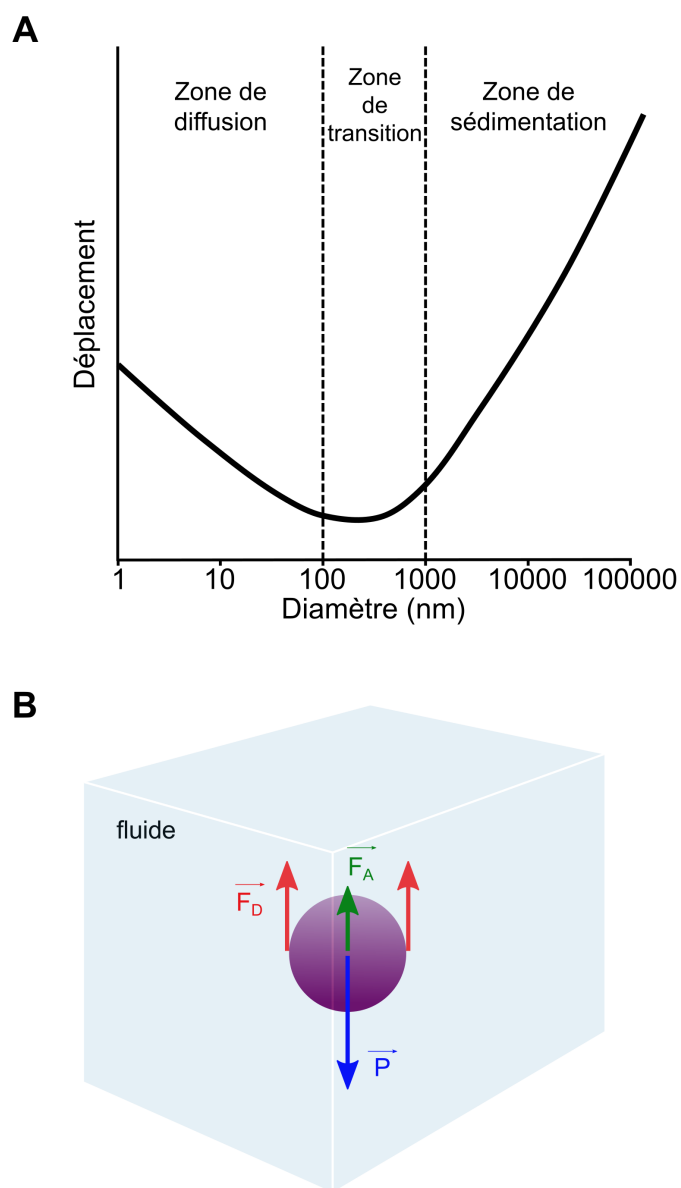 A
Zone de
diffusion
Zone
de
transition
Zone de
sédimentation
Déplacement
1 10 100 1000 10000 100000
Diamètre (nm)
B
fluide
F_A
F_D
P